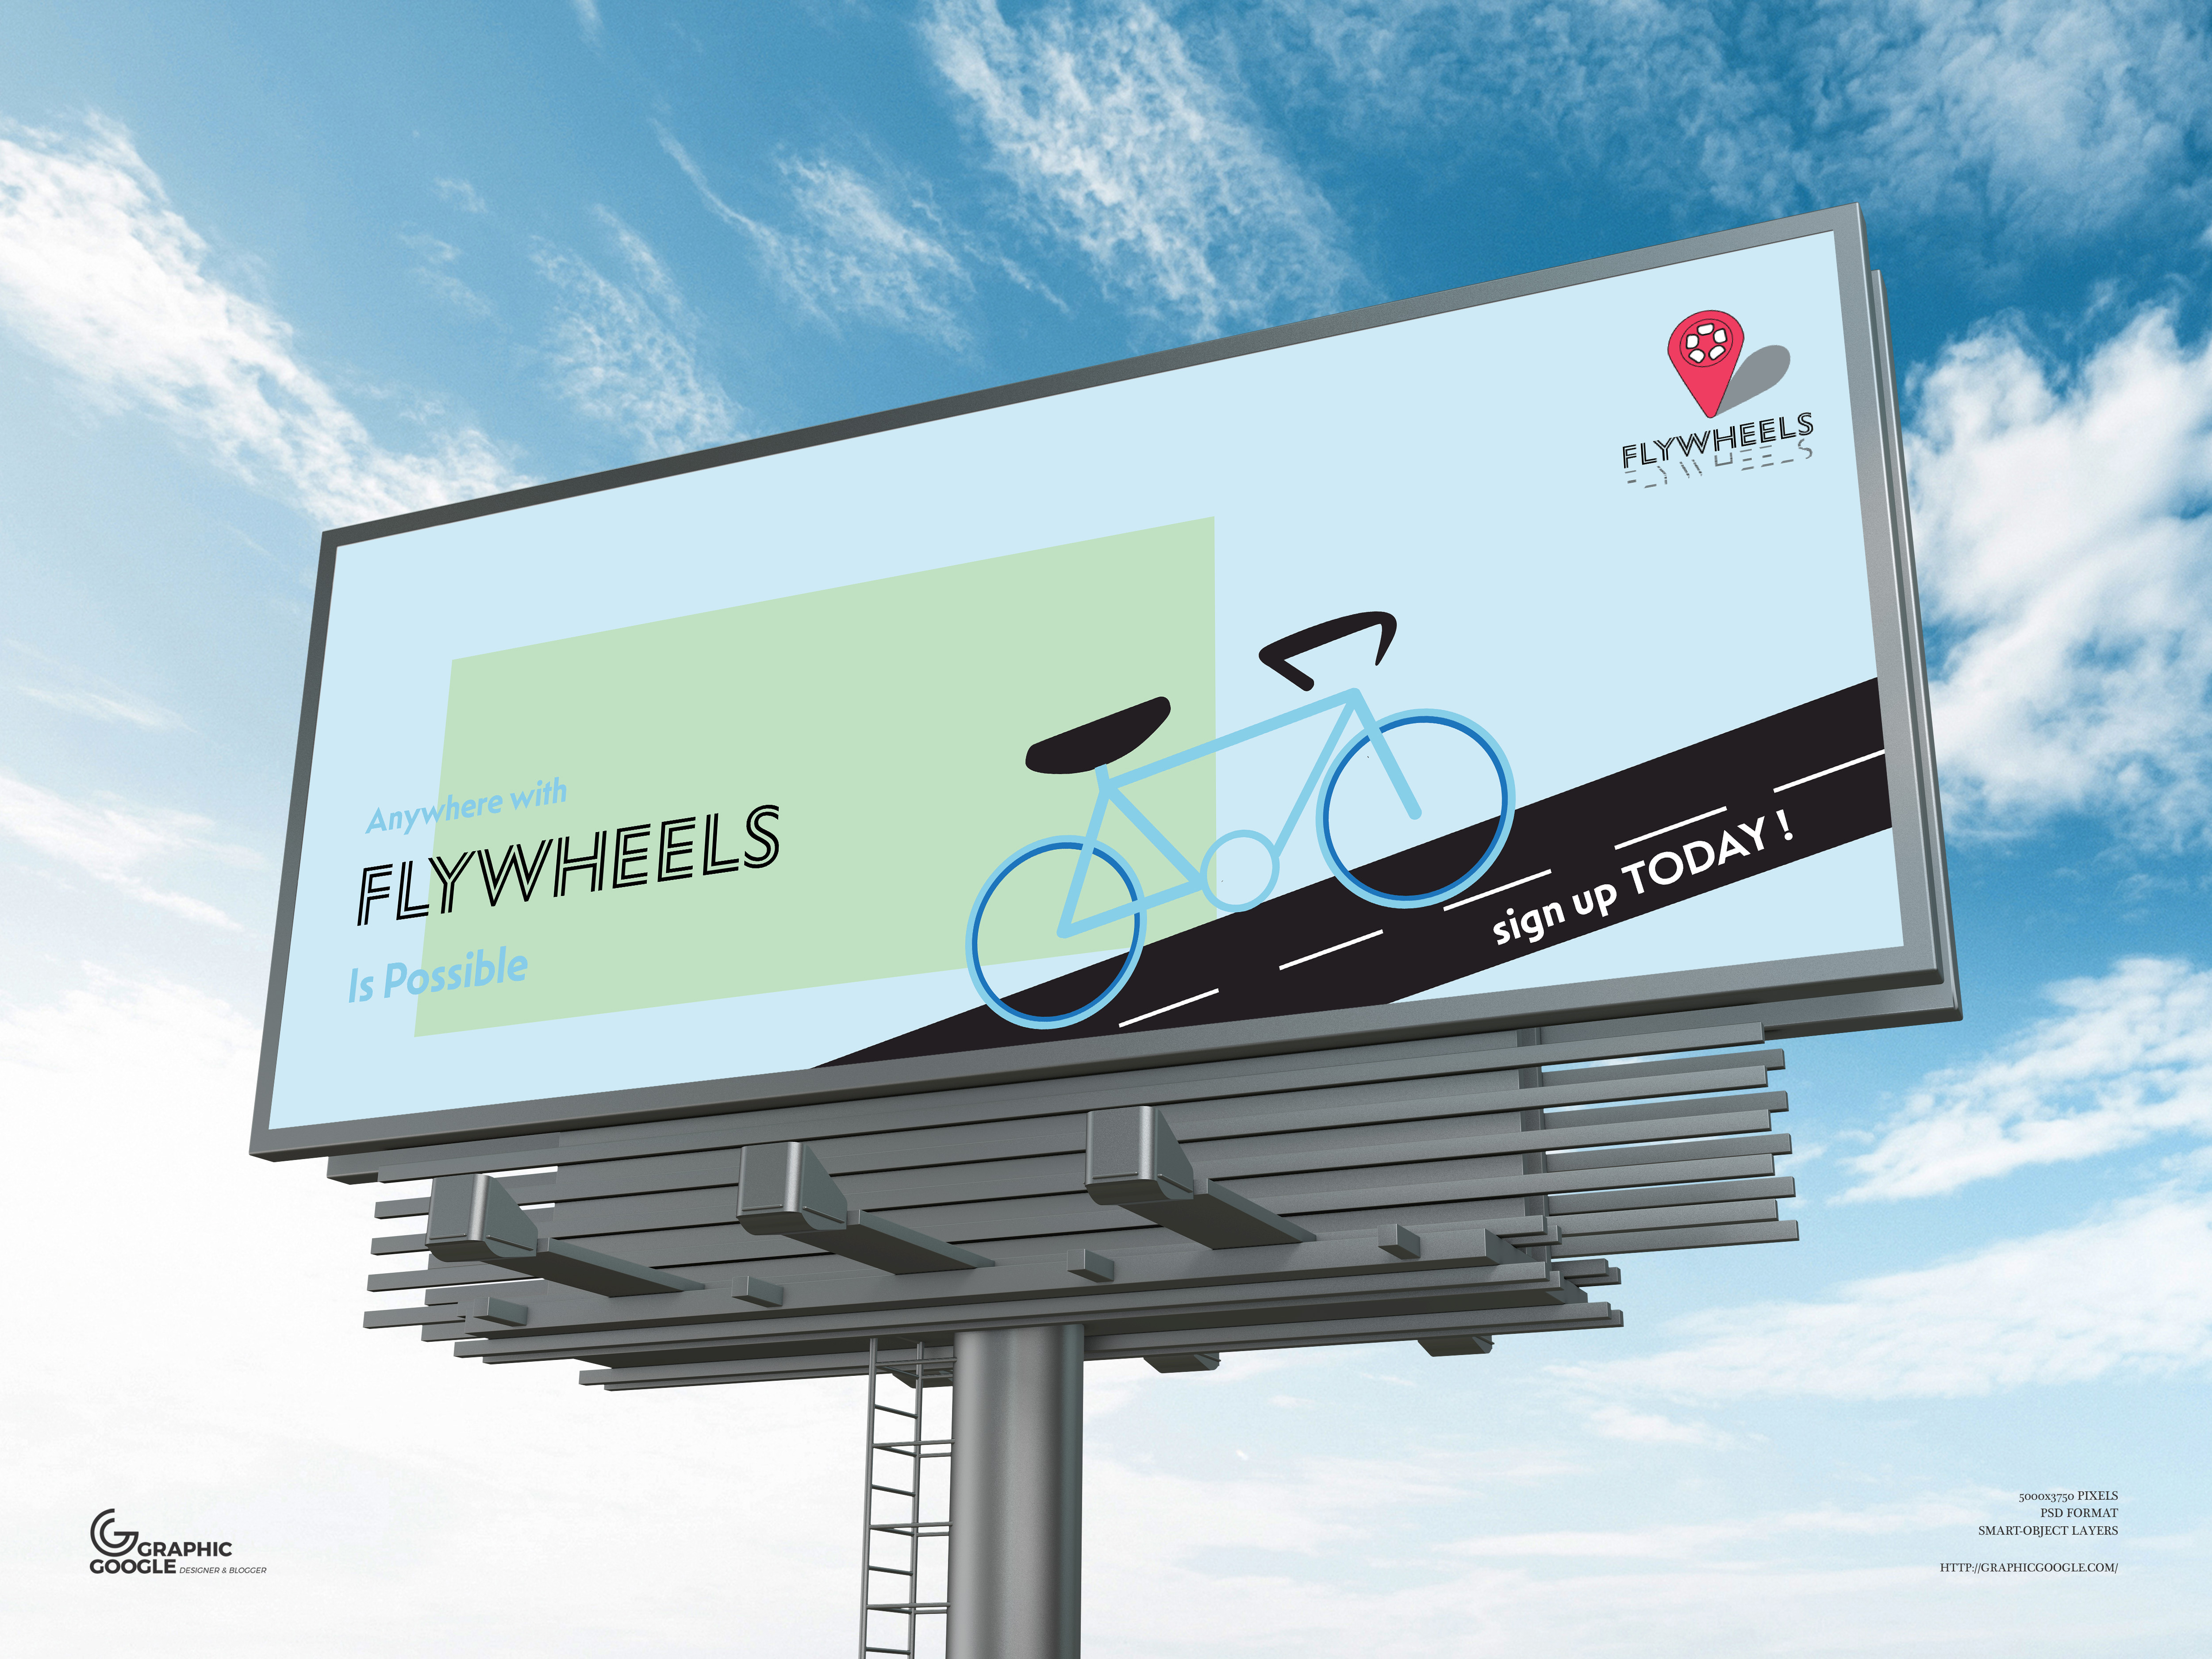 FLYWHEELS
Anywhere with
FLYWHEELS
Is Possible
sign up TODAY !
GRAPHIC
GOOGLE DESIGNER & BLOGGER
5000x3750 PIXELS
PSD FORMAT
SMART-OBJECT LAYERS
HTTP://GRAPHICGOOGLE.COM/